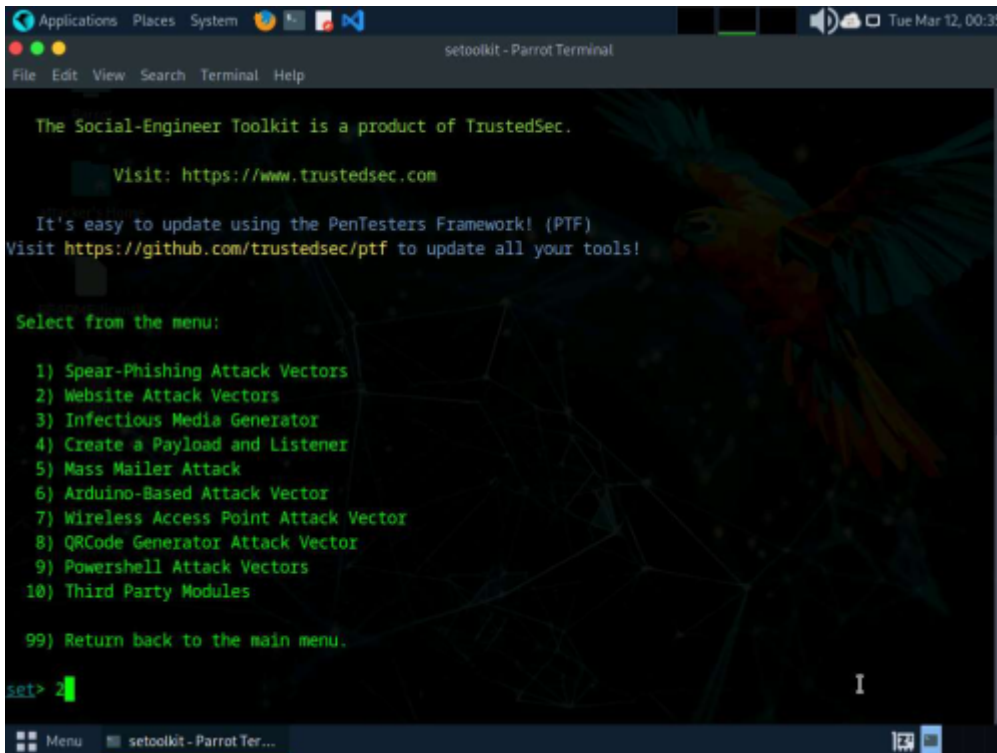 Applications Places System Tue Mar 12, 00:3
setoolkit - Parrot Terminal
File Edit View Search Terminal Help
The Social-Engineer Toolkit is a product of TrustedSec.
Visit: https://www.trustedsec.com
It's easy to update using the PenTesters Framework! (PTF)
Visit https://github.com/trustedsec/ptf to update all your tools!
Select from the menu:
1) Spear-Phishing Attack Vectors
2) Website Attack Vectors
3) Infectious Media Generator
4) Create a Payload and Listener
5) Mass Mailer Attack
6) Arduino-Based Attack Vector
7) Wireless Access Point Attack Vector
8) QRCode Generator Attack Vector
9) Powershell Attack Vectors
10) Third Party Modules
99) Return back to the main menu.
set> 2
Menu setoolkit - Parrot Ter...